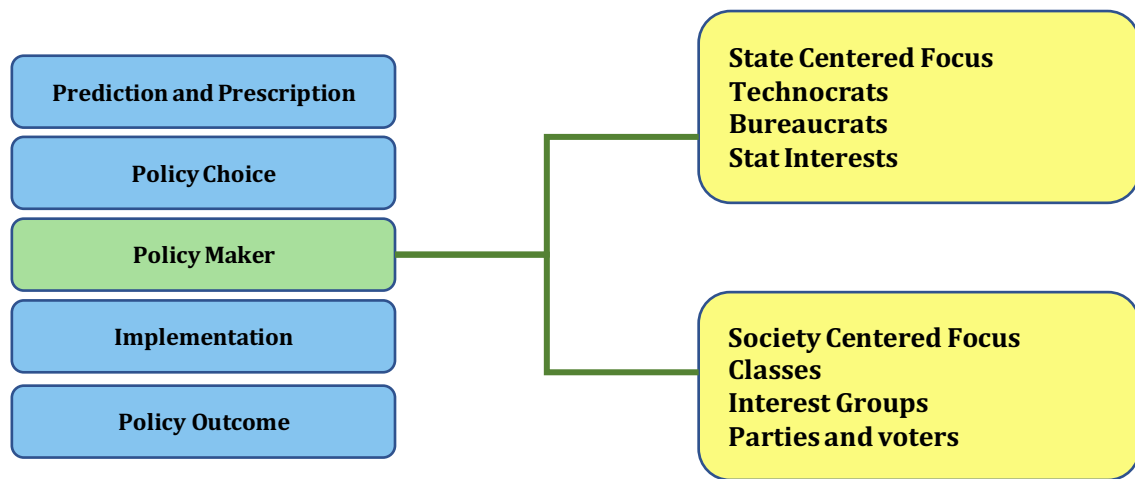 Prediction and Prescription
Policy Choice
Policy Maker
Implementation
Policy Outcome
State Centered Focus
Technocrats
Bureaucrats
Stat Interests
Society Centered Focus
Classes
Interest Groups
Parties and voters